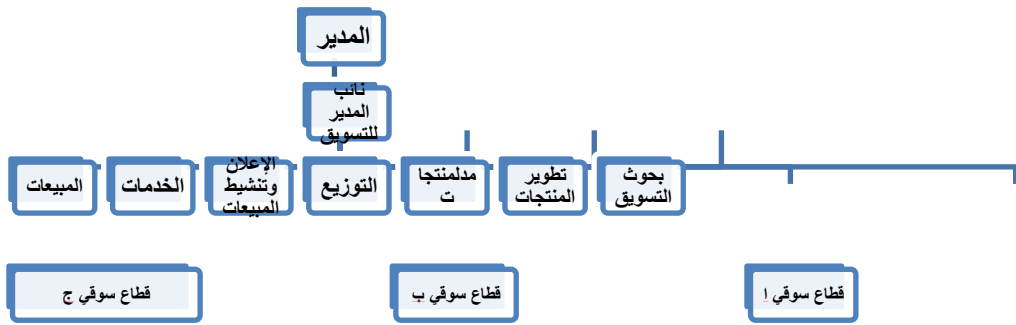 المدير
نائب
المدير
للتسويق
بحوث
التسويق
تطوير
المنتجات
مدلمنتجا
ت
التوزيع
الإعلان
وتنشيط
المبيعات
الخدمات
المبيعات
قطاع سوقي ا
قطاع سوقي ب
قطاع سوقي ج